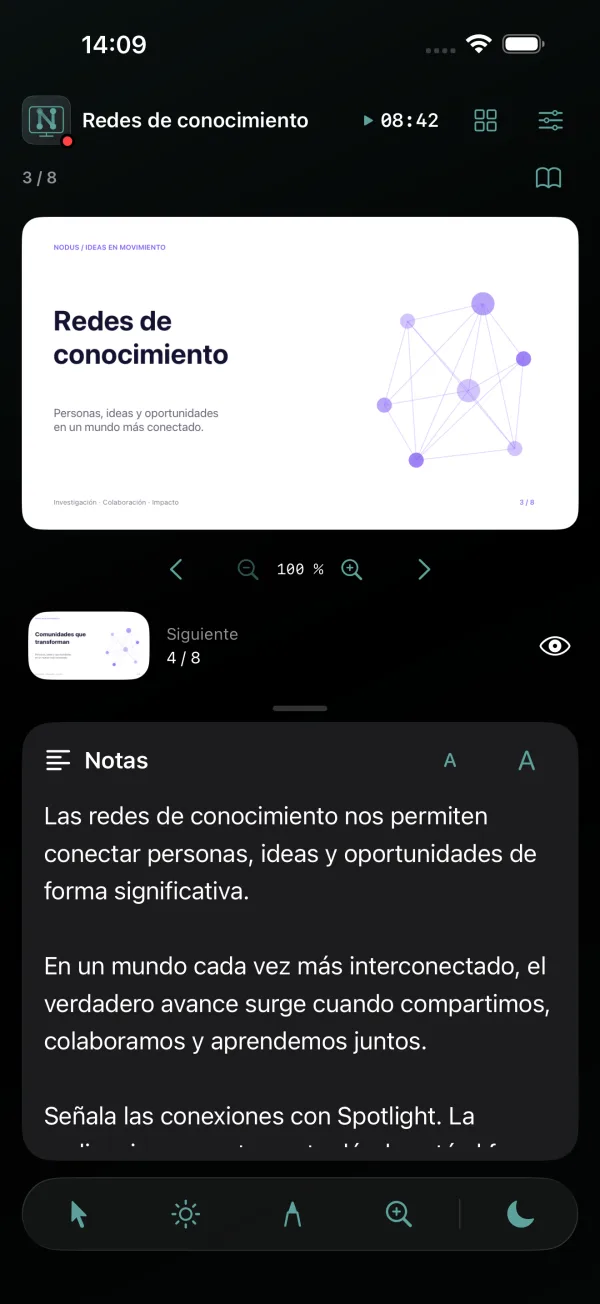 14:09
Redes de conocimiento
08:42
3 / 8
NODUS / IDEAS EN MOVIMIENTO
Redes de
conocimiento
Personas, ideas y oportunidades
en un mundo más conectado.
Investigación · Colaboración · Impacto
3 / 8
100 %
Comunidades que
transforman
Siguiente
4 / 8
Notas
A
A
Las redes de conocimiento nos permiten
conectar personas, ideas y oportunidades de
forma significativa.
En un mundo cada vez más interconectado, el
verdadero avance surge cuando compartimos,
colaboramos y aprendemos juntos.
Señala las conexiones con Spotlight. La